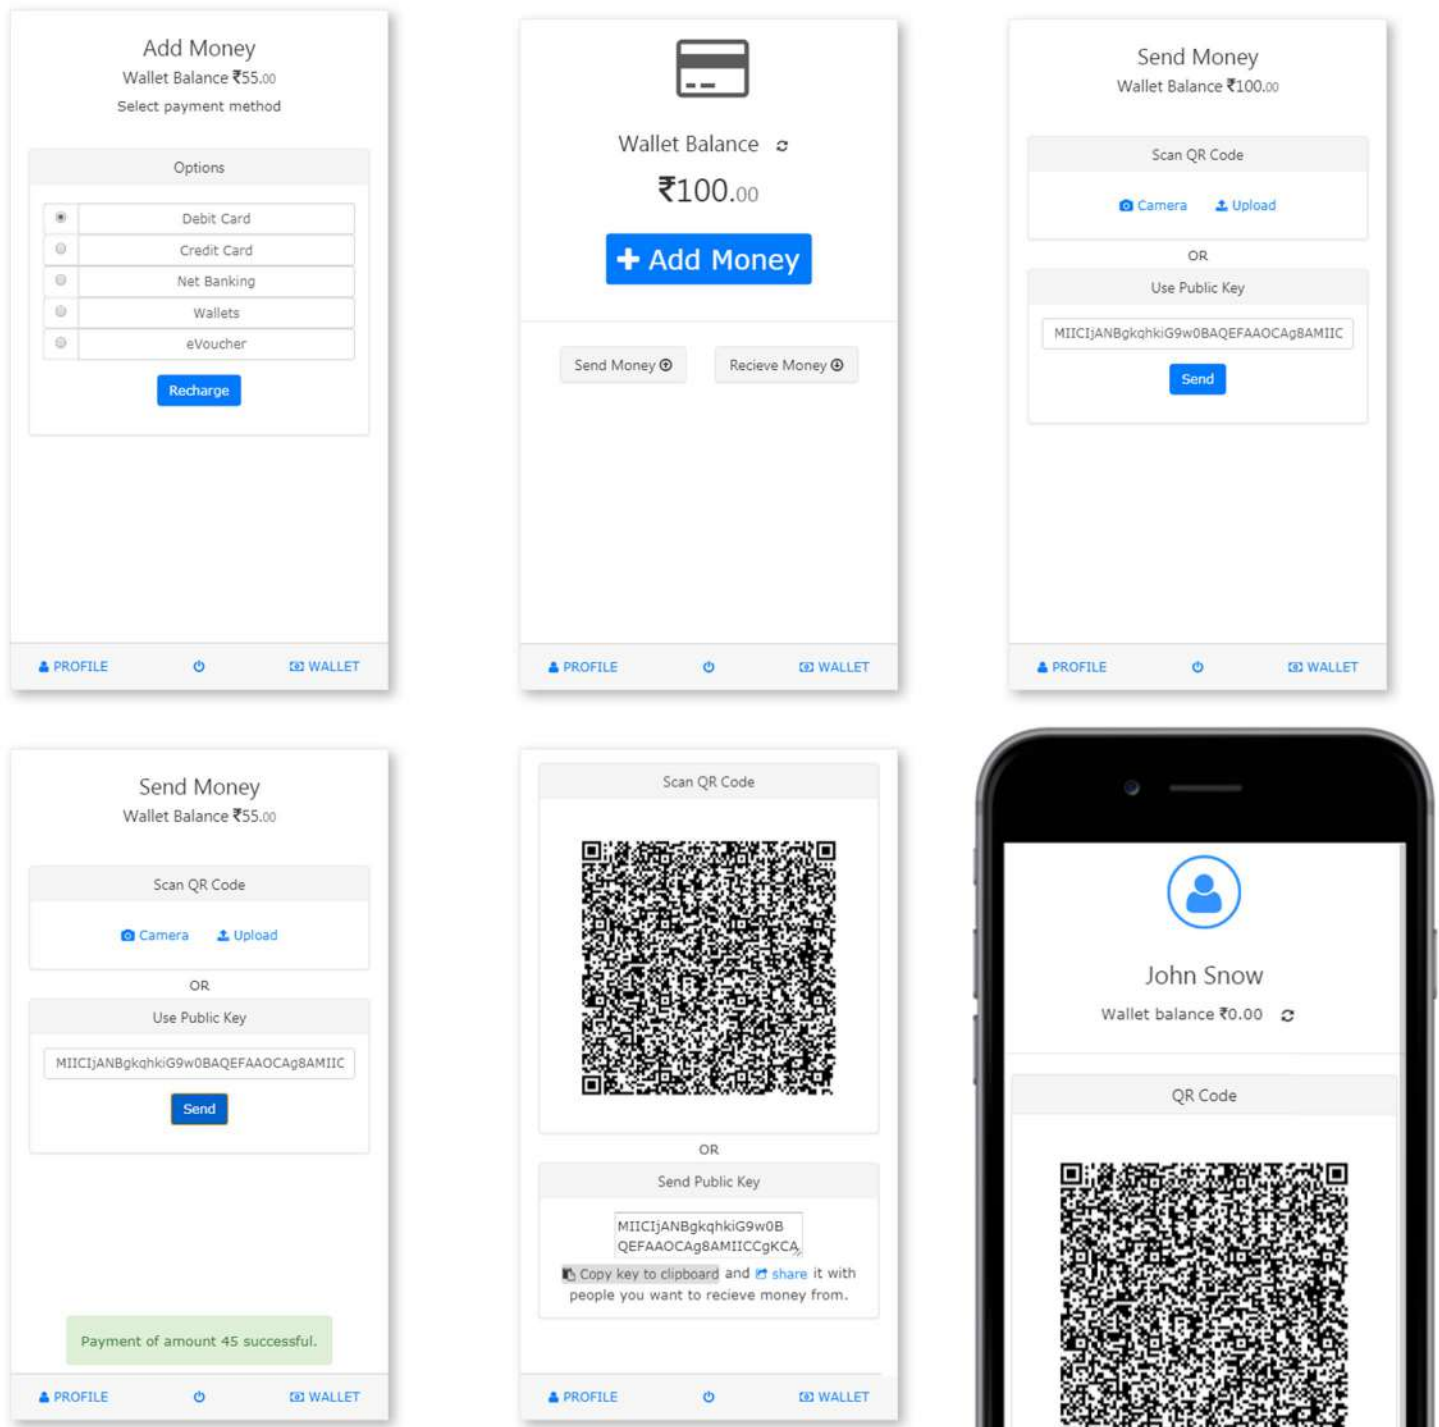 Add Money
Wallet Balance ₹55.00
Select payment method
Options
Debit Card
Credit Card
Net Banking
Wallets
eVoucher
Recharge
PROFILE
WALLET
Wallet Balance
₹100.00
Add Money
Send Money
Recieve Money
PROFILE
WALLET
Send Money
Wallet Balance ₹100.00
Scan QR Code
Camera Upload
OR
Use Public Key
MIICIjANBgkqhkiG9w0BAQEFAAOCAg8AMIIC
Send
PROFILE
WALLET
Send Money
Wallet Balance ₹55.00
Scan QR Code
Camera Upload
OR
Use Public Key
MIICIjANBgkqhkiG9w0BAQEFAAOCAg8AMIIC
Send
Payment of amount 45 successful.
PROFILE
WALLET
Scan QR Code
OR
Send Public Key
MIICIjANBgkqhkiG9w0B
QEFAAOCAg8AMIICCgKCA
Copy key to clipboard and share it with
people you want to recieve money from.
PROFILE
WALLET
John Snow
Wallet balance ₹0.00
QR Code